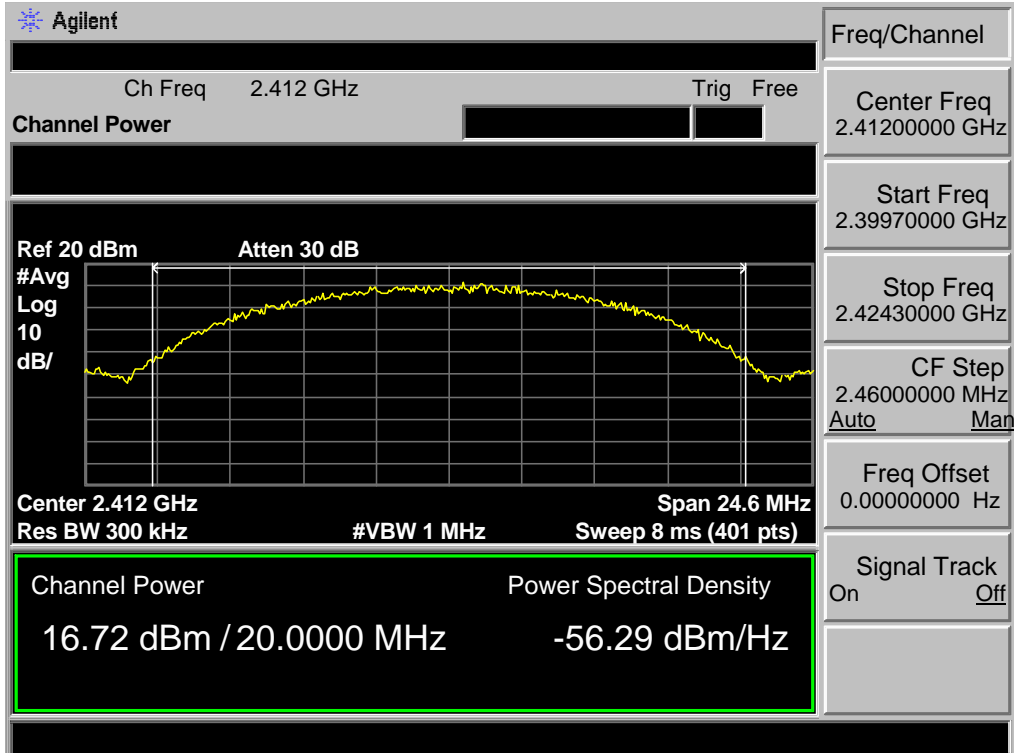 Agilent
Freq/Channel
Ch Freq 2.412 GHz Trig Free
Channel Power
Center Freq
2.41200000 GHz
Start Freq
2.39970000 GHz
Stop Freq
2.42430000 GHz
CF Step
2.46000000 MHz
Auto Man
Freq Offset
0.00000000 Hz
Signal Track
On Off
Ref 20 dBm Atten 30 dB
#Avg
Log
10
dB/
Center 2.412 GHz Span 24.6 MHz
Res BW 300 kHz #VBW 1 MHz Sweep 8 ms (401 pts)
Channel Power Power Spectral Density
16.72 dBm / 20.0000 MHz -56.29 dBm/Hz